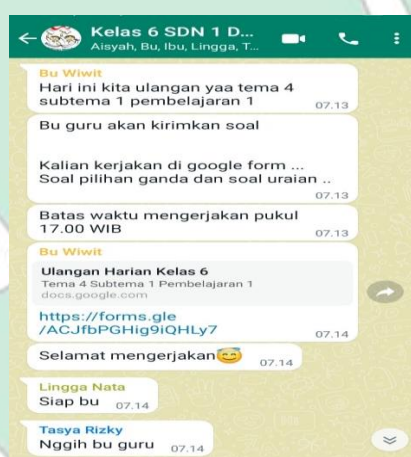 Kelas 6 SDN 1 D...
Aisyah, Bu, Ibu, Lingga, T...
Bu Wiwit
Hari ini kita ulangan yaa tema 4
subtema 1 pembelajaran 1
07.13
Bu guru akan kirimkan soal
Kalian kerjakan di google form ...
Soal pilihan ganda dan soal uraian ..
07.13
Batas waktu mengerjakan pukul
17.00 WIB
07.13
Bu Wiwit
Ulangan Harian Kelas 6
Tema 4 Subtema 1 Pembelajaran 1
docs.google.com
https://forms.gle
/ACJfbPGHig9iQHLy7
07.14
Selamat mengerjakan😇 07.14
Lingga Nata
Siap bu 07.14
Tasya Rizky
Nggih bu guru 07.14